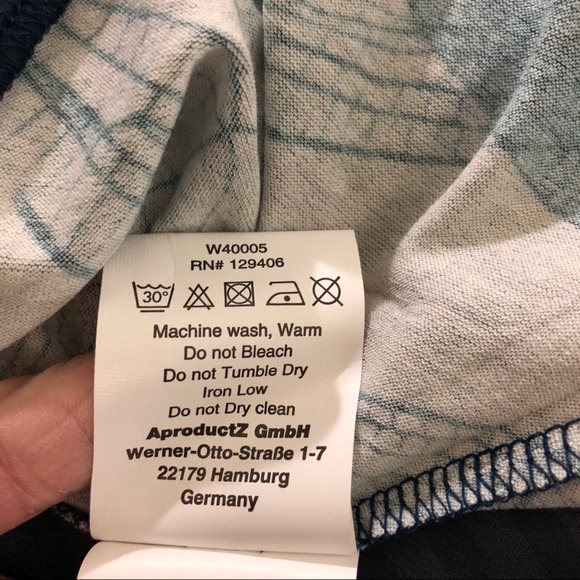 W40005
RN# 129406
30°
Machine wash, Warm
Do not Bleach
Do not Tumble Dry
Iron Low
Do not Dry clean
AproductZ GmbH
Werner-Otto-Straße 1-7
22179 Hamburg
Germany